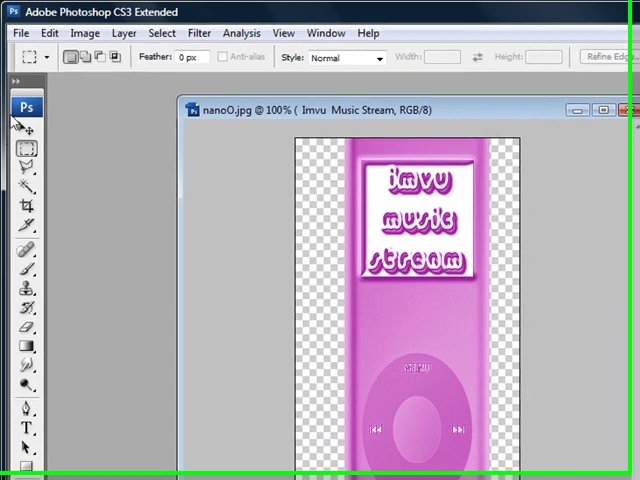 Ps Adobe Photoshop CS3 Extended
File Edit Image Layer Select Filter Analysis View Window Help
Feather: 0 px Anti-alias Style: Normal Width: Height: Refine Edge...
Ps
nanoO.jpg @ 100% ( Imvu Music Stream, RGB/8)
imvu
music
stream
MENU
T